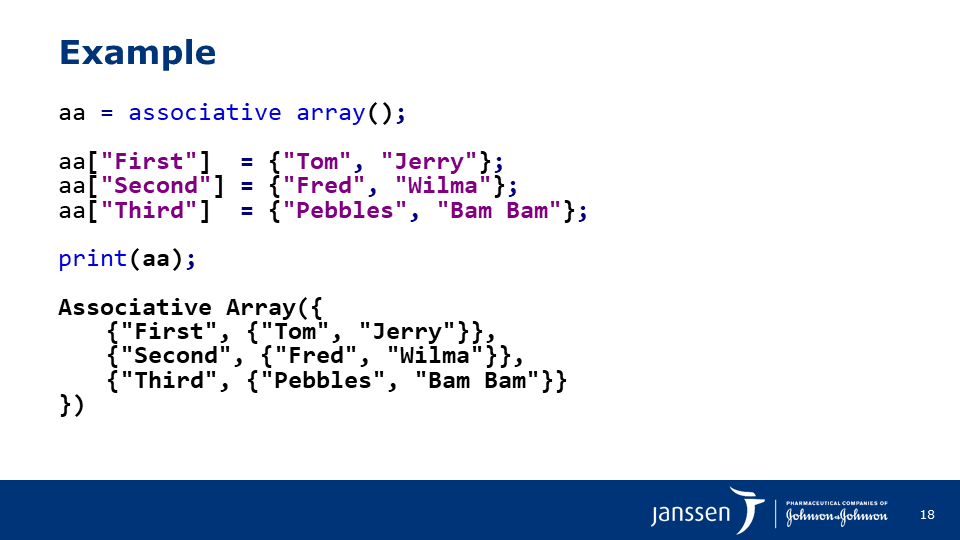 Example
aa = associative array();
aa["First"]  = {"Tom", "Jerry"};
aa["Second"] = {"Fred", "Wilma"};
aa["Third"]  = {"Pebbles", "Bam Bam"};
print(aa);
Associative Array({
{"First", {"Tom", "Jerry"}},
{"Second", {"Fred", "Wilma"}},
{"Third", {"Pebbles", "Bam Bam"}}
})
janssen
PHARMACEUTICAL COMPANIES OF
Johnson & Johnson
18